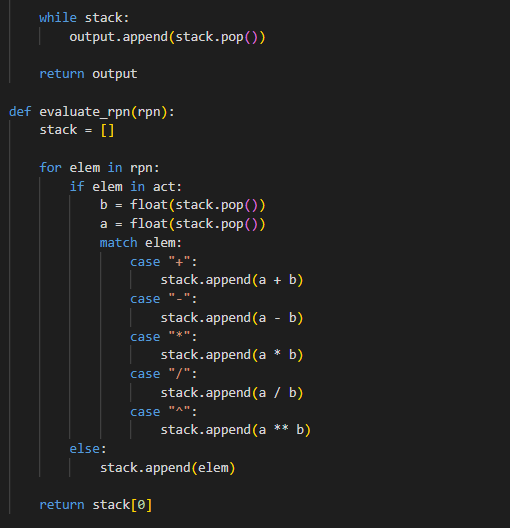 while stack:
        output.append(stack.pop())

    return output

def evaluate_rpn(rpn):
    stack = []

    for elem in rpn:
        if elem in act:
            b = float(stack.pop())
            a = float(stack.pop())
            match elem:
                case "+":
                    stack.append(a + b)
                case "-":
                    stack.append(a - b)
                case "*":
                    stack.append(a * b)
                case "/":
                    stack.append(a / b)
                case "^":
                    stack.append(a ** b)
        else:
            stack.append(elem)

    return stack[0]